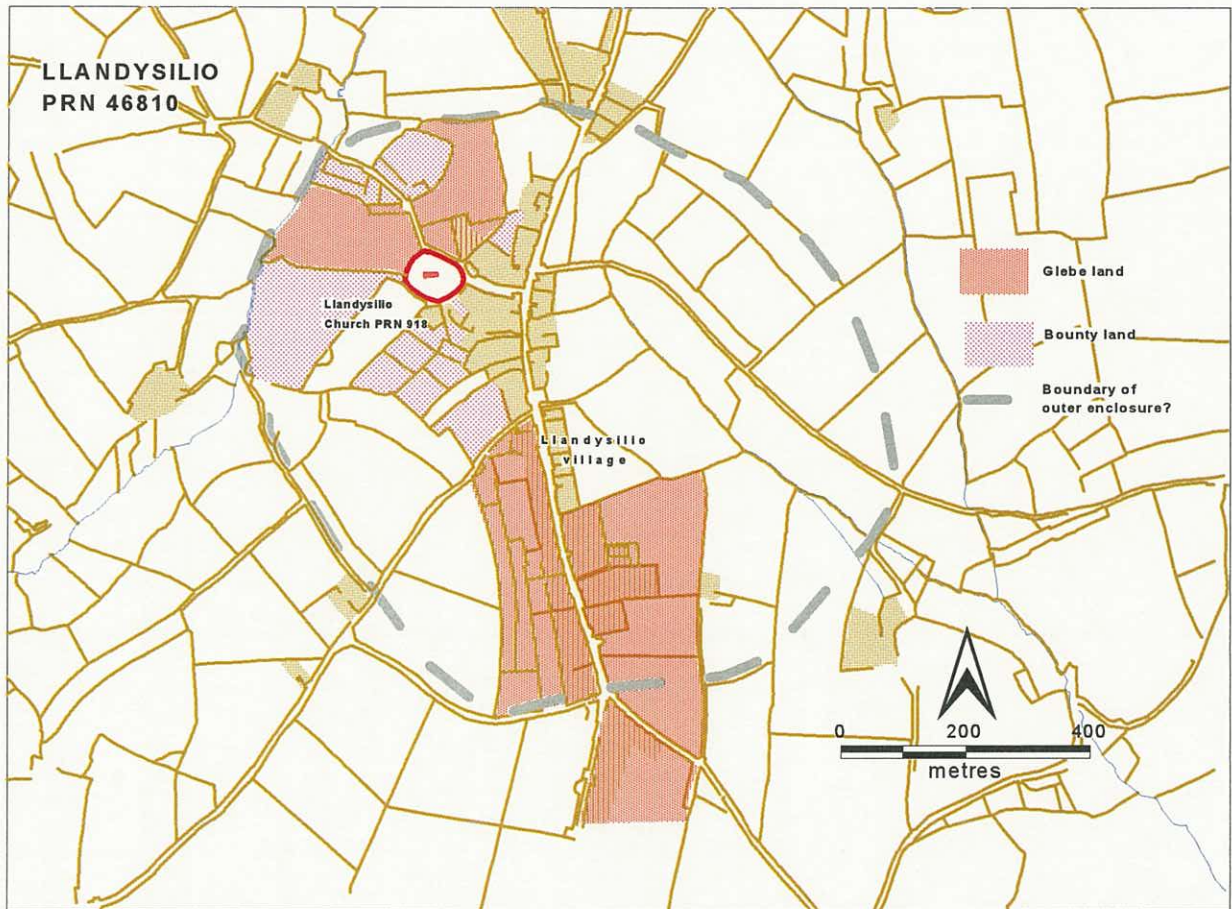 LLANDYSILIO
PRN 46810
Glebe land
Llandysilio
Church PRN 918
Bounty land
Boundary of
outer enclosure?
Llandysilio
village
0 200 400
metres